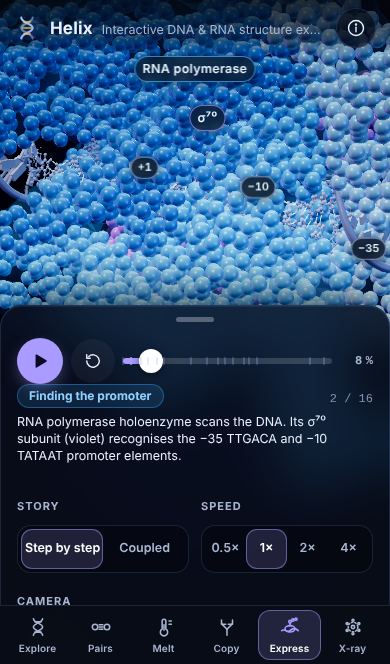 Helix Interactive DNA & RNA structure ex...
RNA polymerase
σ⁷⁰
+1
−10
−35
8 %
Finding the promoter
2 / 16
RNA polymerase holoenzyme scans the DNA. Its σ⁷⁰
subunit (violet) recognises the −35 TTGACA and −10
TATAAT promoter elements.
STORY
SPEED
Step by step Coupled
0.5× 1× 2× 4×
CAMERA
Explore Pairs Melt Copy Express X-ray